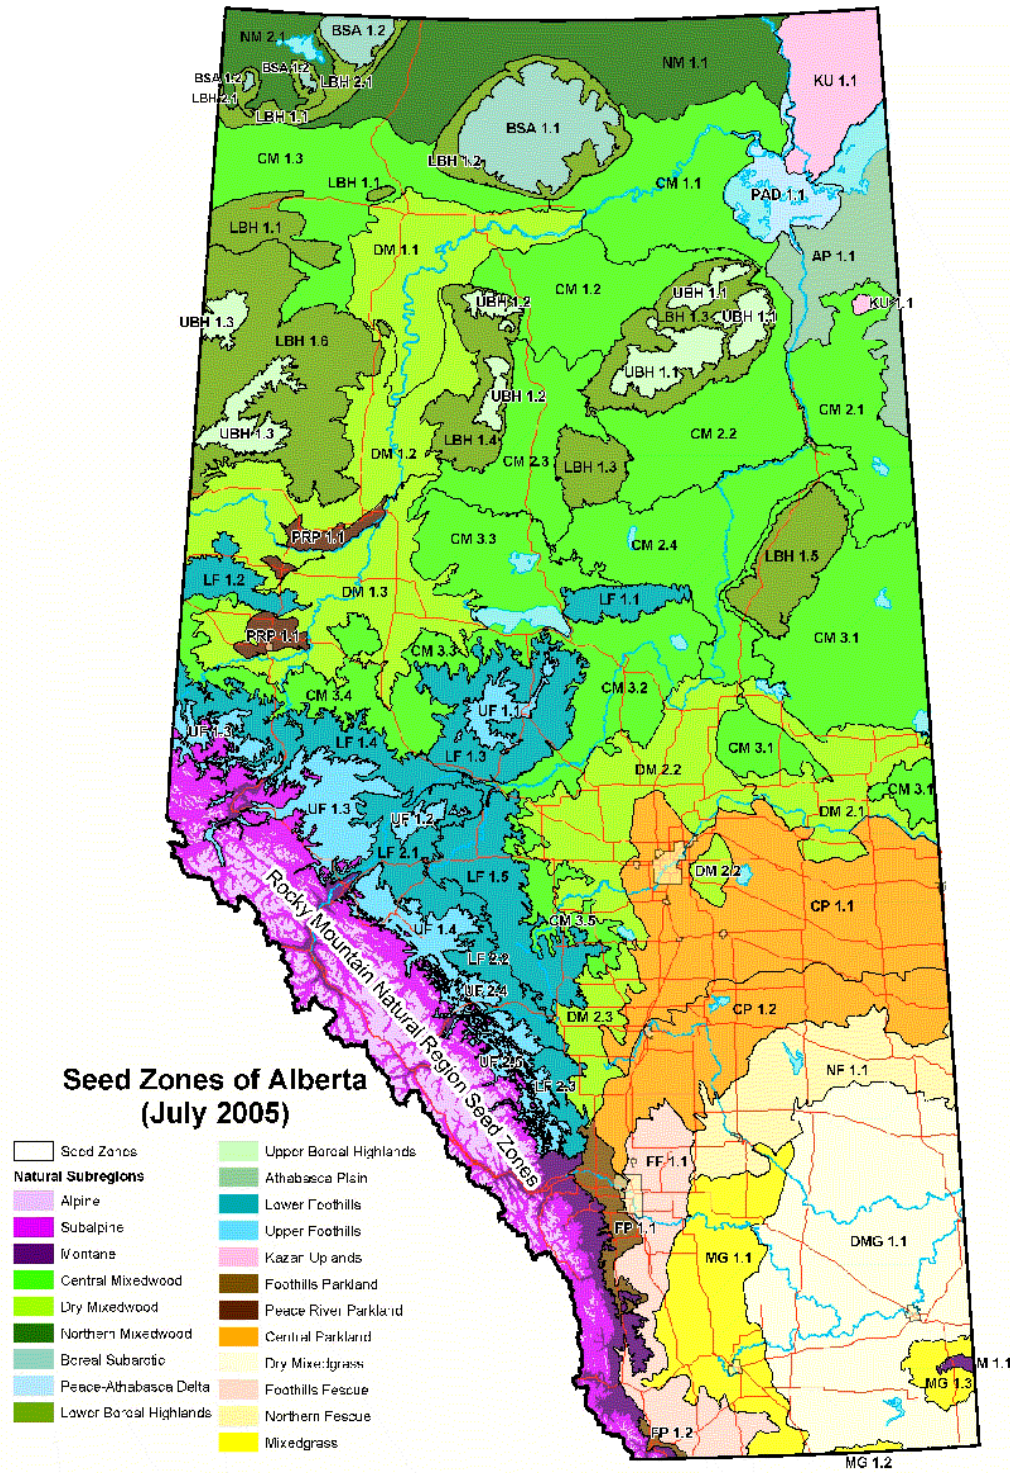 NM 2.1
BSA 1.2
NM 1.1
KU 1.1
BSA 1.2
BSA 1.2
LBH 2.1
LBH 2.1
LBH 1.1
BSA 1.1
CM 1.3
LBH 1.2
LBH 1.1
CM 1.1
PAD 1.1
LBH 1.1
DM 1.1
AP 1.1
CM 1.2
UBH 1.1
UBH 1.2
KU 1.1
UBH 1.3
LBH 1.3
UBH 1.1
LBH 1.6
UBH 1.1
UBH 1.2
CM 2.1
UBH 1.3
LBH 1.4
CM 2.2
DM 1.2
CM 2.3
LBH 1.3
PRP 1.1
CM 3.3
CM 2.4
LBH 1.5
LF 1.2
DM 1.3
LF 1.1
PRP 1.1
CM 3.3
CM 3.1
CM 3.4
CM 3.2
UF 1.1
UF 1.3
LF 1.4
LF 1.3
CM 3.1
DM 2.2
CM 3.1
UF 1.3
UF 1.2
DM 2.1
LF 2.1
LF 1.5
DM 2.2
CP 1.1
CM 3.5
UF 1.4
LF 2.2
UF 2.4
CP 1.2
DM 2.3
UF 2.5
LF 2.3
NF 1.1
Rocky Mountain Natural Region Seed Zones
FF 1.1
FP 1.1
MG 1.1
DMG 1.1
M 1.1
MG 1.3
FP 1.2
MG 1.2
Seed Zones of Alberta
(July 2005)
Seed Zones
Natural Subregions
Alpine
Subalpine
Montane
Central Mixedwood
Dry Mixedwood
Northern Mixedwood
Boreal Subarctic
Peace-Athabasca Delta
Lower Boreal Highlands
Upper Boreal Highlands
Athabasca Plain
Lower Foothills
Upper Foothills
Kazan Uplands
Foothills Parkland
Peace River Parkland
Central Parkland
Dry Mixedgrass
Foothills Fescue
Northern Fescue
Mixedgrass